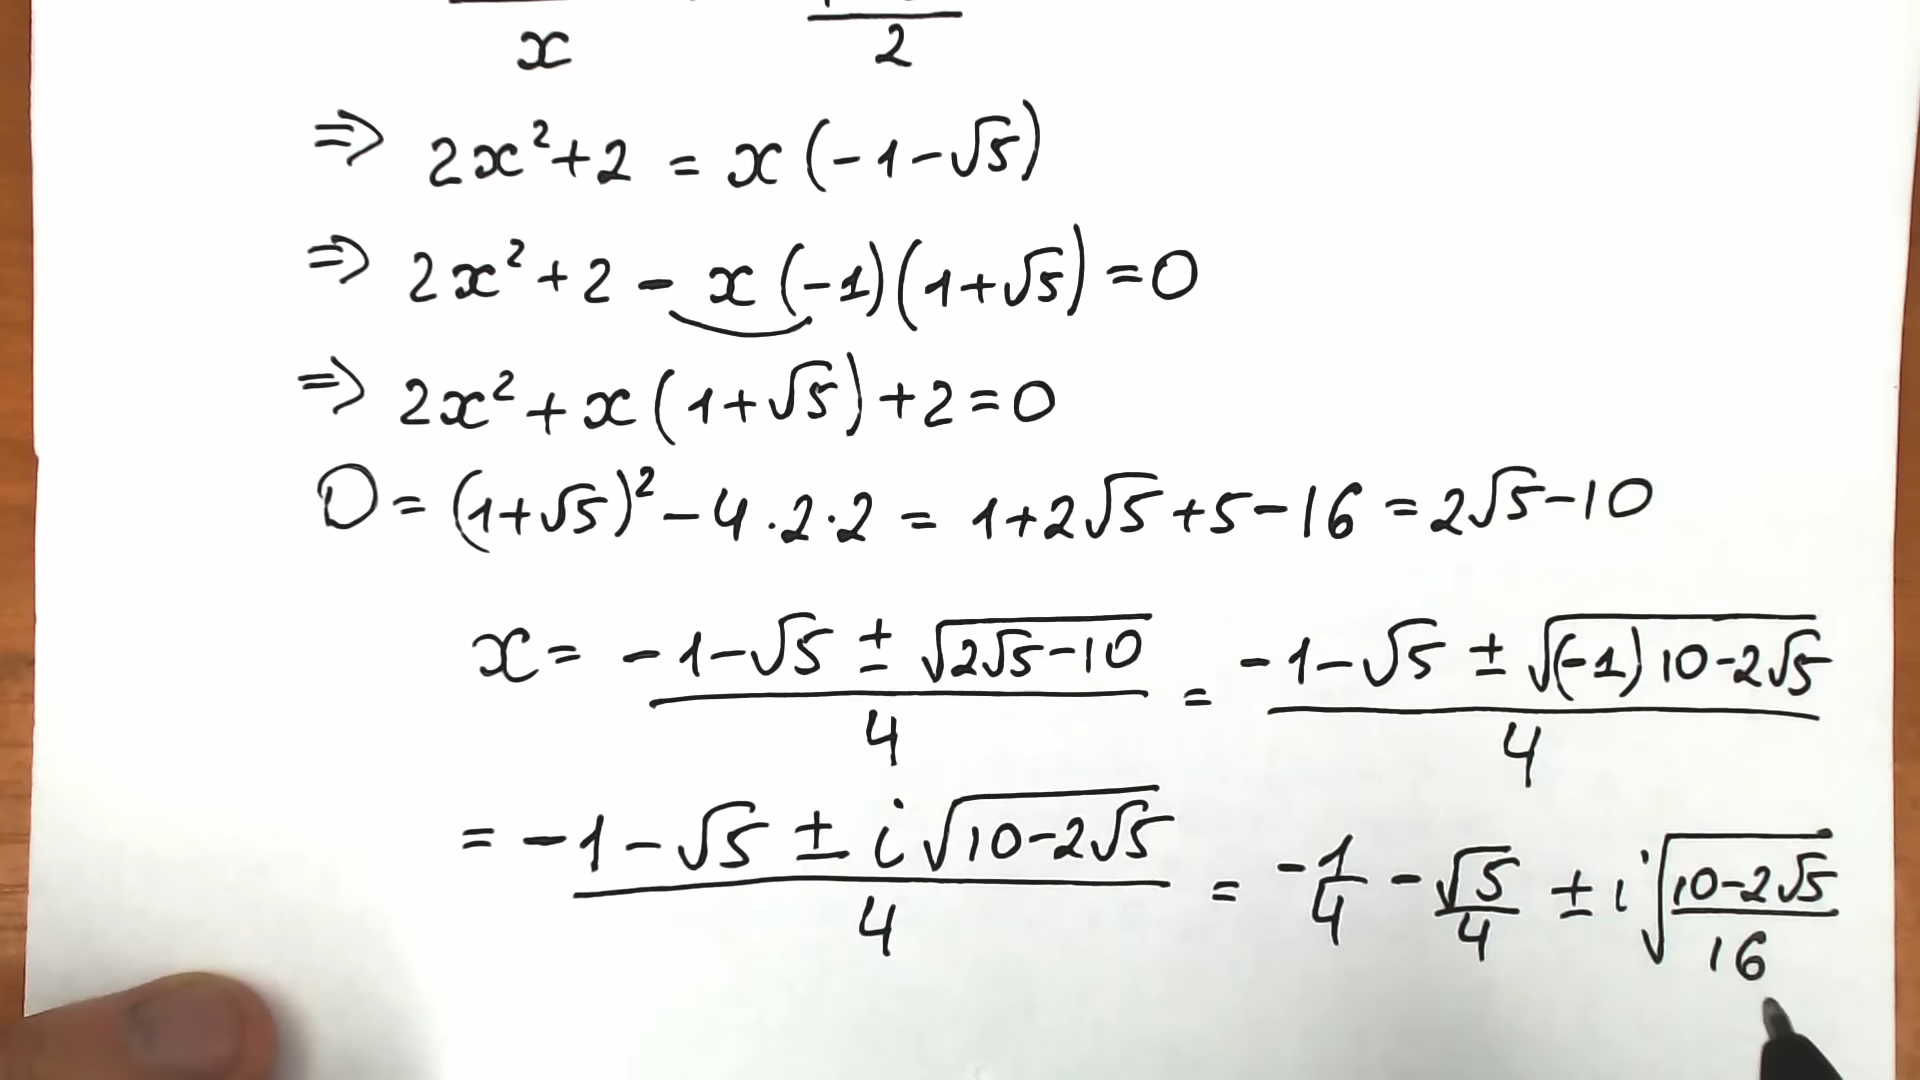 x 2
⇒ 2x²+2 = x(-1-√5)
⇒ 2x²+2 - x(-1)(1+√5) = 0
⇒ 2x² + x(1+√5) + 2 = 0
D = (1+√5)² - 4·2·2 = 1+2√5+5-16 = 2√5-10
x = (-1-√5 ± √(2√5-10))/4 = (-1-√5 ± √((-1)10-2√5))/4
= (-1-√5 ± i√(10-2√5))/4 = -1/4 - √5/4 ± i√((10-2√5)/16)